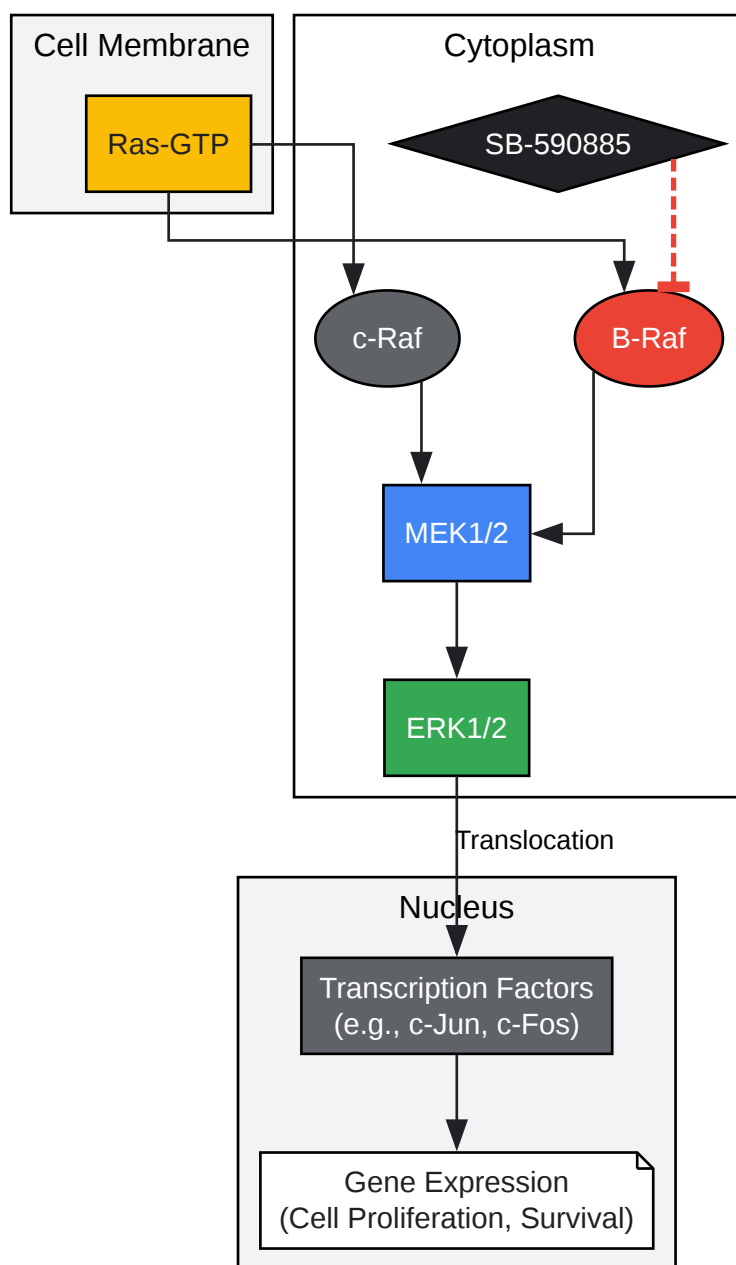 Cell Membrane
Cytoplasm
Ras-GTP
SB-590885
c-Raf
B-Raf
MEK1/2
ERK1/2
Translocation
Nucleus
Transcription Factors
(e.g., c-Jun, c-Fos)
Gene Expression
(Cell Proliferation, Survival)